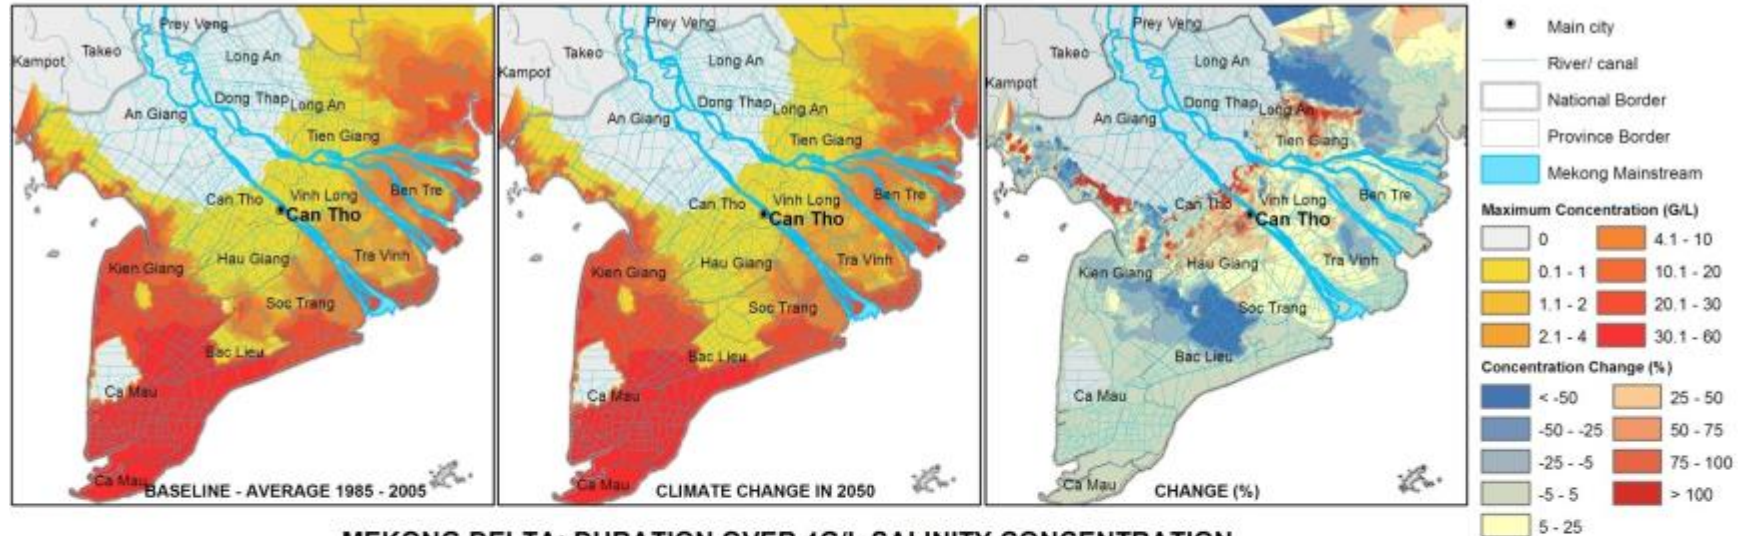 Prey Veng
Takeo
Long An
Kampot
Dong Thap
Long An
An Giang
Tien Giang
Can Tho
Vinh Long
Ben Tre
Can Tho
Hau Giang
Tra Vinh
Kien Giang
Soc Trang
Bac Lieu
Ca Mau
Ca Mau
BASELINE - AVERAGE 1985 - 2005
Prey Veng
Takeo
Long An
Kampot
Dong Thap
Long An
An Giang
Tien Giang
Can Tho
Vinh Long
Ben Tre
Can Tho
Hau Giang
Tra Vinh
Kien Giang
Soc Trang
Bac Lieu
Ca Mau
Ca Mau
CLIMATE CHANGE IN 2050
Prey Veng
Takeo
Long An
Kampot
Dong Thap
Long An
An Giang
Tien Giang
Can Tho
Vinh Long
Ben Tre
Can Tho
Hau Giang
Tra Vinh
Kien Giang
Soc Trang
Bac Lieu
Ca Mau
Ca Mau
CHANGE (%)
Main city
River/ canal
National Border
Province Border
Mekong Mainstream
Maximum Concentration (G/L)
0 4.1 - 10
0.1 - 1 10.1 - 20
1.1 - 2 20.1 - 30
2.1 - 4 30.1 - 60
Concentration Change (%)
< -50 25 - 50
-50 - -25 50 - 75
-25 - -5 75 - 100
-5 - 5 > 100
5 - 25
MEKONG DELTA: DURATION OVER 4G/L SALINITY CONCENTRATION